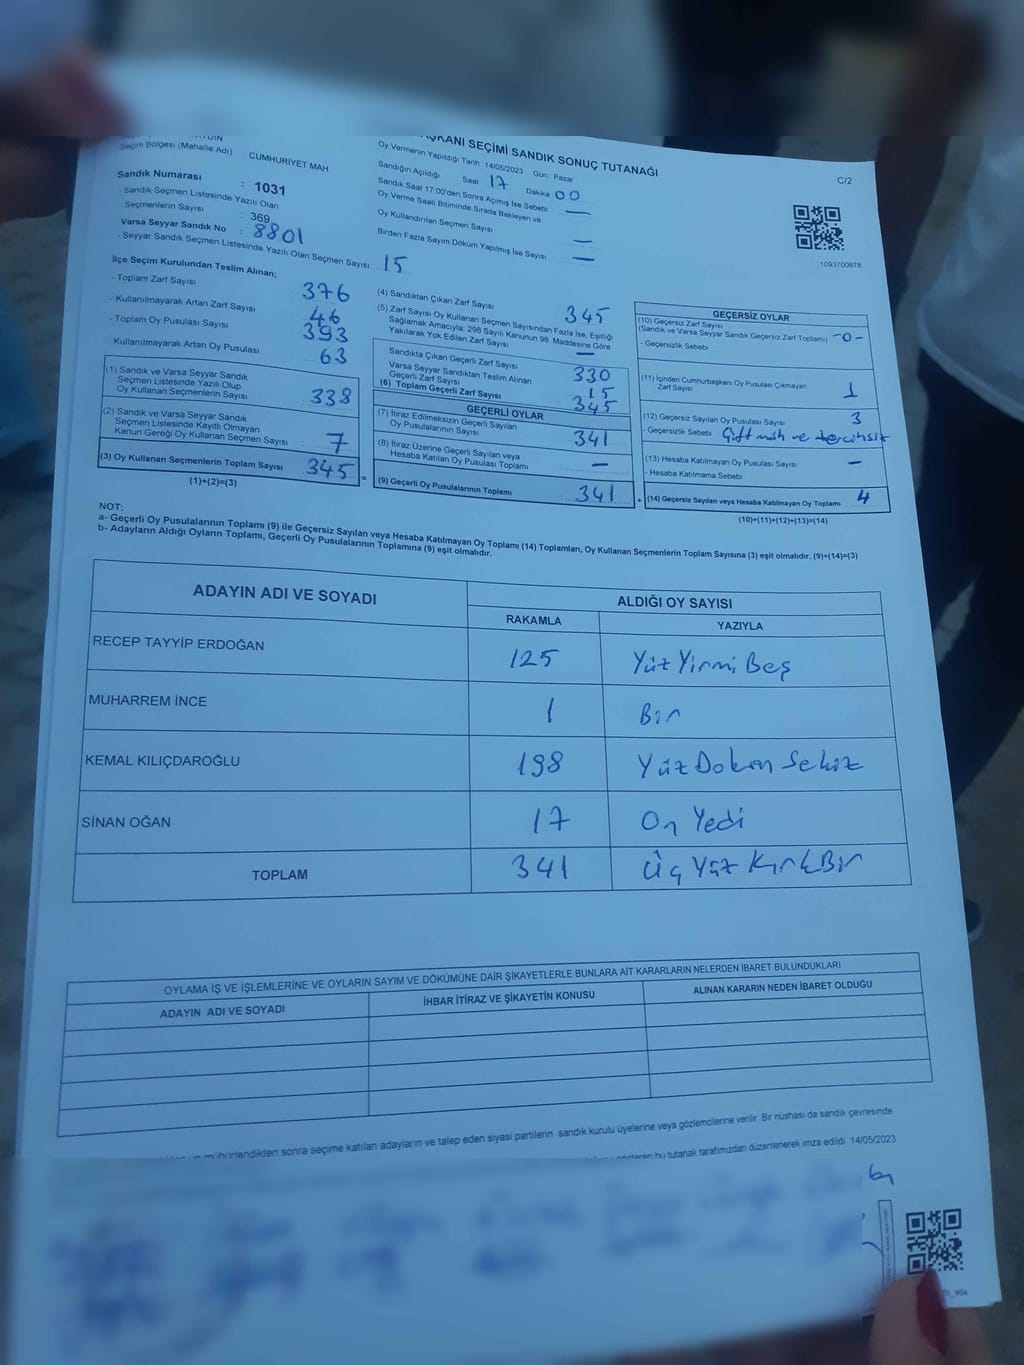 ŞKANI SEÇİMİ SANDIK SONUÇ TUTANAĞI
C/2
Seçim Bölgesi (Mahalle Adı) : CUMHURİYET MAH
Sandık Numarası : 1031
Sandık Seçmen Listesinde Yazılı Olan
Seçmenlerin Sayısı : 369
Varsa Seyyar Sandık No : 8801
- Seyyar Sandık Seçmen Listesinde Yazılı Olan Seçmen Sayısı 15
Oy Vermenin Yapıldığı Tarih 14/05/2023 Gün Pazar
Sandığın Açıldığı Saat 17 Dakika 00
Sandık Saat 17:00'den Sonra Açımış İse Sebebi —
Oy Verme Saati Bitiminde Sırada Bekleyen ve
Oy Kullandırılan Seçmen Sayısı —
Birden Fazla Sayım Döküm Yapılmış İse Sayısı —
1093700878
İlçe Seçim Kurulundan Teslim Alınan;
- Toplam Zarf Sayısı 376
- Kullanılmayarak Artan Zarf Sayısı 46
- Toplam Oy Pusulası Sayısı 393
Kullanılmayarak Artan Oy Pusulası 63
(1) Sandık ve Varsa Seyyar Sandık
Seçmen Listesinde Yazılı Olup
Oy Kullanan Seçmenlerin Sayısı 338
(2) Sandık ve Varsa Seyyar Sandık
Seçmen Listesinde Kayıtlı Olmayan
Kanun Gereği Oy Kullanan Seçmen Sayısı 7
(3) Oy Kullanan Seçmenlerin Toplam Sayısı 345 =
(1)+(2)=(3)
(4) Sandıktan Çıkan Zarf Sayısı 345
(5) Zarf Sayısı Oy Kullanan Seçmen Sayısından Fazla İse, Eşitliği
Sağlamak Amacıyla; 298 Sayılı Kanunun 98. Maddesine Göre
Yakılarak Yok Edilen Zarf Sayısı —
Sandıkta Çıkan Geçerli Zarf Sayısı 330
Varsa Seyyar Sandıktan Teslim Alınan
Geçerli Zarf Sayısı 15
(6) Toplam Geçerli Zarf Sayısı 345
GEÇERLİ OYLAR
(7) İtiraz Edilmeksizin Geçerli Sayılan
Oy Pusulalarının Sayısı 341
(8) İtiraz Üzerine Geçerli Sayılan veya
Hesaba Katılan Oy Pusulası Toplamı —
(9) Geçerli Oy Pusulalarının Toplamı 341 +
GEÇERSİZ OYLAR
(10) Geçersiz Zarf Sayısı
(Sandık ve Varsa Seyyar Sandık Geçersiz Zarf Toplamı) -0-
- Geçersizlik Sebebi
(11) İçinden Cumhurbaşkanı Oy Pusulası Çıkmayan
Zarf Sayısı 1
(12) Geçersiz Sayılan Oy Pusulası Sayısı 3
- Geçersizlik Sebebi Çift müh ve tercihsiz
(13) Hesaba Katılmayan Oy Pusulası Sayısı —
- Hesaba Katılmama Sebebi
(14) Geçersiz Sayılan veya Hesaba Katılmayan Oy Toplamı 4
(10)+(11)+(12)+(13)=(14)
NOT:
a- Geçerli Oy Pusulalarının Toplamı (9) ile Geçersiz Sayılan veya Hesaba Katılmayan Oy Toplamı (14) Toplamları, Oy Kullanan Seçmenlerin Toplam Sayısına (3) eşit olmalıdır. (9)+(14)=(3)
b- Adayların Aldığı Oyların Toplamı, Geçerli Oy Pusulalarının Toplamına (9) eşit olmalıdır.
ADAYIN ADI VE SOYADI
ALDIĞI OY SAYISI
RAKAMLA YAZIYLA
RECEP TAYYİP ERDOĞAN 125 Yüz Yirmi Beş
MUHARREM İNCE 1 Bir
KEMAL KILIÇDAROĞLU 198 Yüz Doksan Sekiz
SİNAN OĞAN 17 On Yedi
TOPLAM 341 Üç Yüz Kırk Bir
OYLAMA İŞ VE İŞLEMLERİNE VE OYLARIN SAYIM VE DÖKÜMÜNE DAİR ŞİKAYETLERLE BUNLARA AİT KARARLARIN NELERDEN İBARET BULUNDUKLARI
ADAYIN ADI VE SOYADI İHBAR İTİRAZ VE ŞİKAYETİN KONUSU ALINAN KARARIN NEDEN İBARET OLDUĞU
mühürlendikten sonra seçime katılan adayların ve talep eden siyasi partilerin sandık kurulu üyelerine veya gözlemcilerine verilir. Bir nüshası da sandık çevresinde
bu tutanak tarafımızdan düzenlenerek imza edildi. 14/05/2023